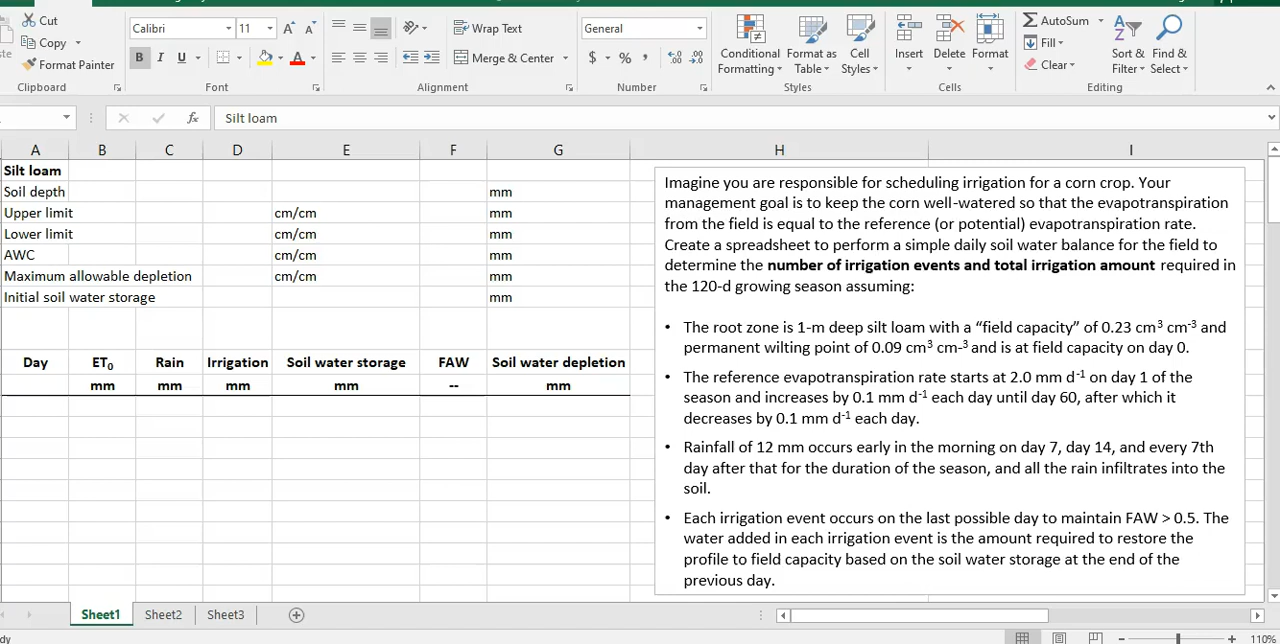 Cut
Calibri
11
Wrap Text
General
AutoSum
Copy
Fill
Format Painter
B I U
Merge & Center
$ % ,
Conditional Formatting
Format as Table
Cell Styles
Insert
Delete
Format
Clear
Sort & Filter
Find & Select
Clipboard
Font
Alignment
Number
Styles
Cells
Editing
fx
Silt loam
A B C D E F G H I
Silt loam
Soil depth mm
Upper limit cm/cm mm
Lower limit cm/cm mm
AWC cm/cm mm
Maximum allowable depletion cm/cm mm
Initial soil water storage mm
Day ET₀ Rain Irrigation Soil water storage FAW Soil water depletion
mm mm mm mm -- mm
Imagine you are responsible for scheduling irrigation for a corn crop. Your
management goal is to keep the corn well-watered so that the evapotranspiration
from the field is equal to the reference (or potential) evapotranspiration rate.
Create a spreadsheet to perform a simple daily soil water balance for the field to
determine the number of irrigation events and total irrigation amount required in
the 120-d growing season assuming:
• The root zone is 1-m deep silt loam with a “field capacity” of 0.23 cm³ cm⁻³ and
permanent wilting point of 0.09 cm³ cm-³ and is at field capacity on day 0.
• The reference evapotranspiration rate starts at 2.0 mm d⁻¹ on day 1 of the
season and increases by 0.1 mm d⁻¹ each day until day 60, after which it
decreases by 0.1 mm d⁻¹ each day.
• Rainfall of 12 mm occurs early in the morning on day 7, day 14, and every 7th
day after that for the duration of the season, and all the rain infiltrates into the
soil.
• Each irrigation event occurs on the last possible day to maintain FAW > 0.5. The
water added in each irrigation event is the amount required to restore the
profile to field capacity based on the soil water storage at the end of the
previous day.
Sheet1 Sheet2 Sheet3
110%